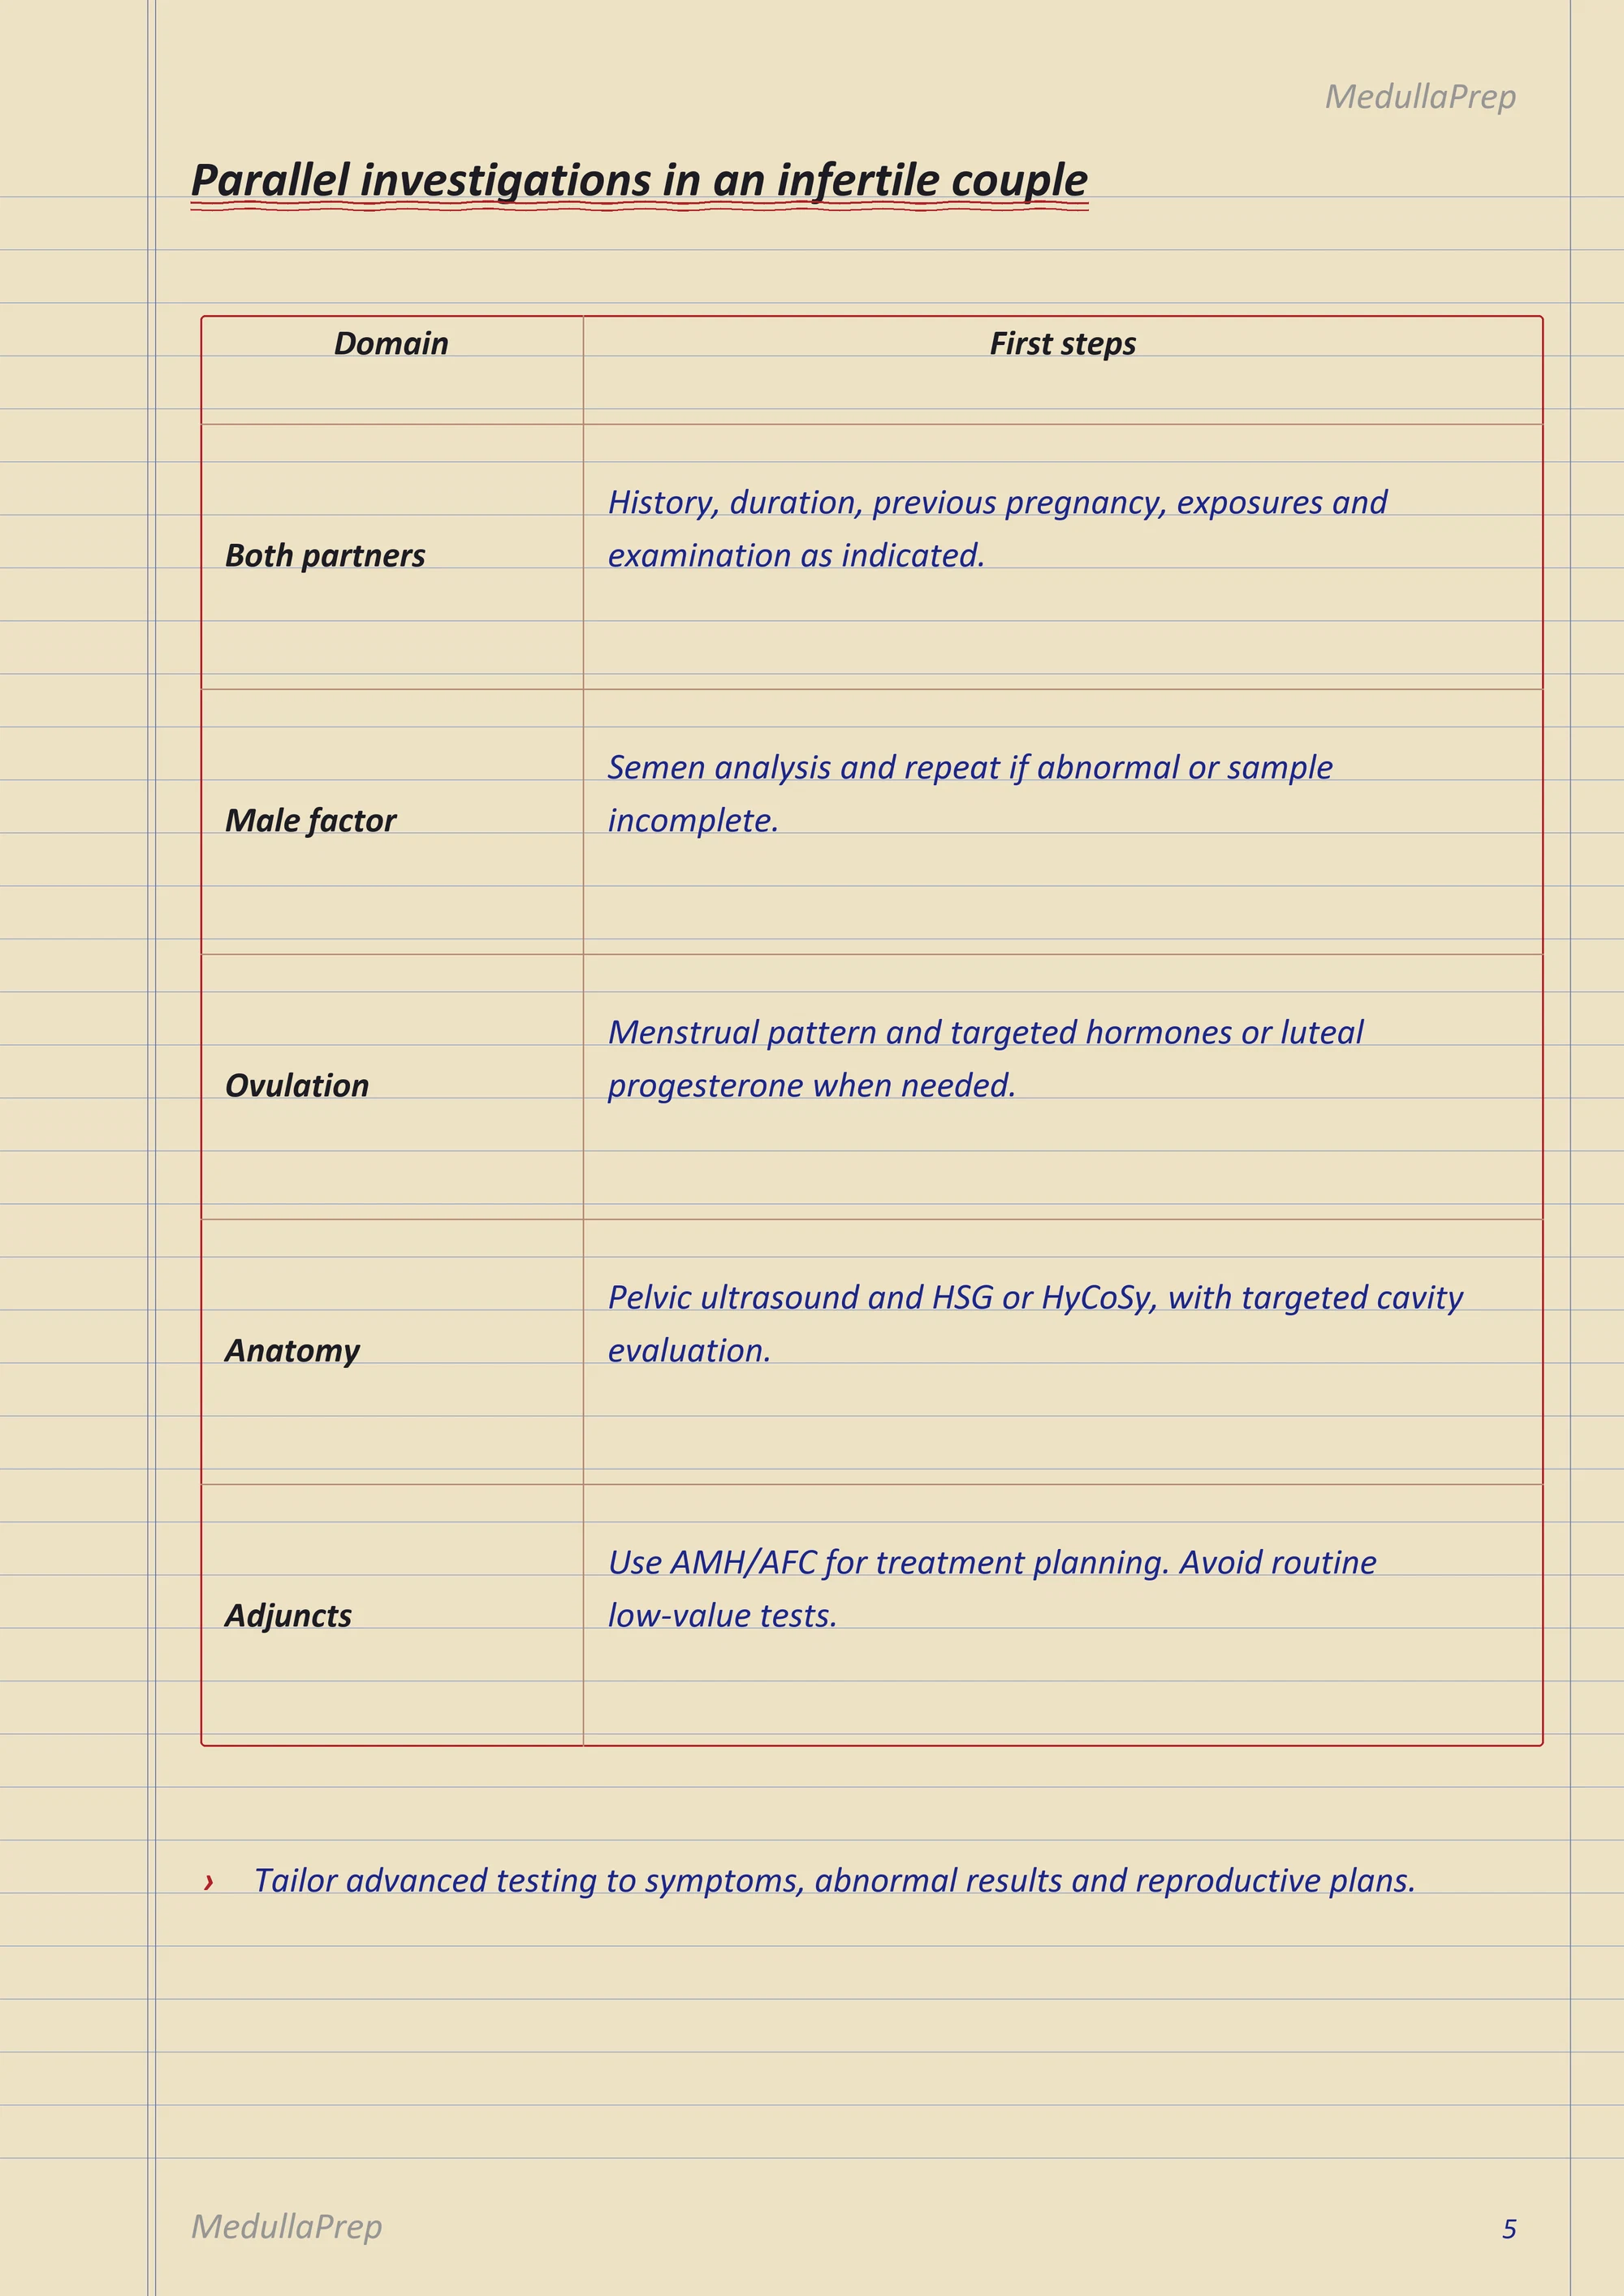 MedullaPrep
Parallel investigations in an infertile couple
Domain
First steps
Both partners
History, duration, previous pregnancy, exposures and
examination as indicated.
Male factor
Semen analysis and repeat if abnormal or sample
incomplete.
Ovulation
Menstrual pattern and targeted hormones or luteal
progesterone when needed.
Anatomy
Pelvic ultrasound and HSG or HyCoSy, with targeted cavity
evaluation.
Adjuncts
Use AMH/AFC for treatment planning. Avoid routine
low-value tests.
› Tailor advanced testing to symptoms, abnormal results and reproductive plans.
MedullaPrep
5